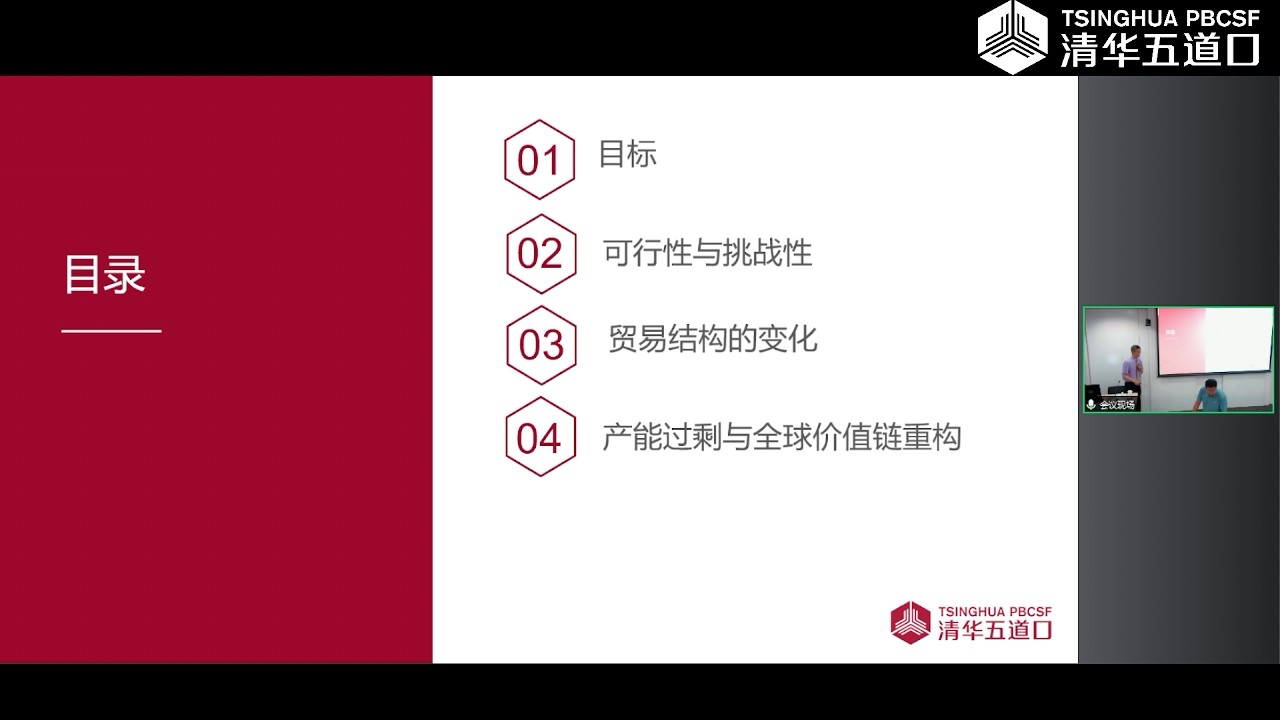 TSINGHUA PBCSF
清华五道口
目录
01 目标
02 可行性与挑战性
03 贸易结构的变化
04 产能过剩与全球价值链重构
会议现场
TSINGHUA PBCSF
清华五道口